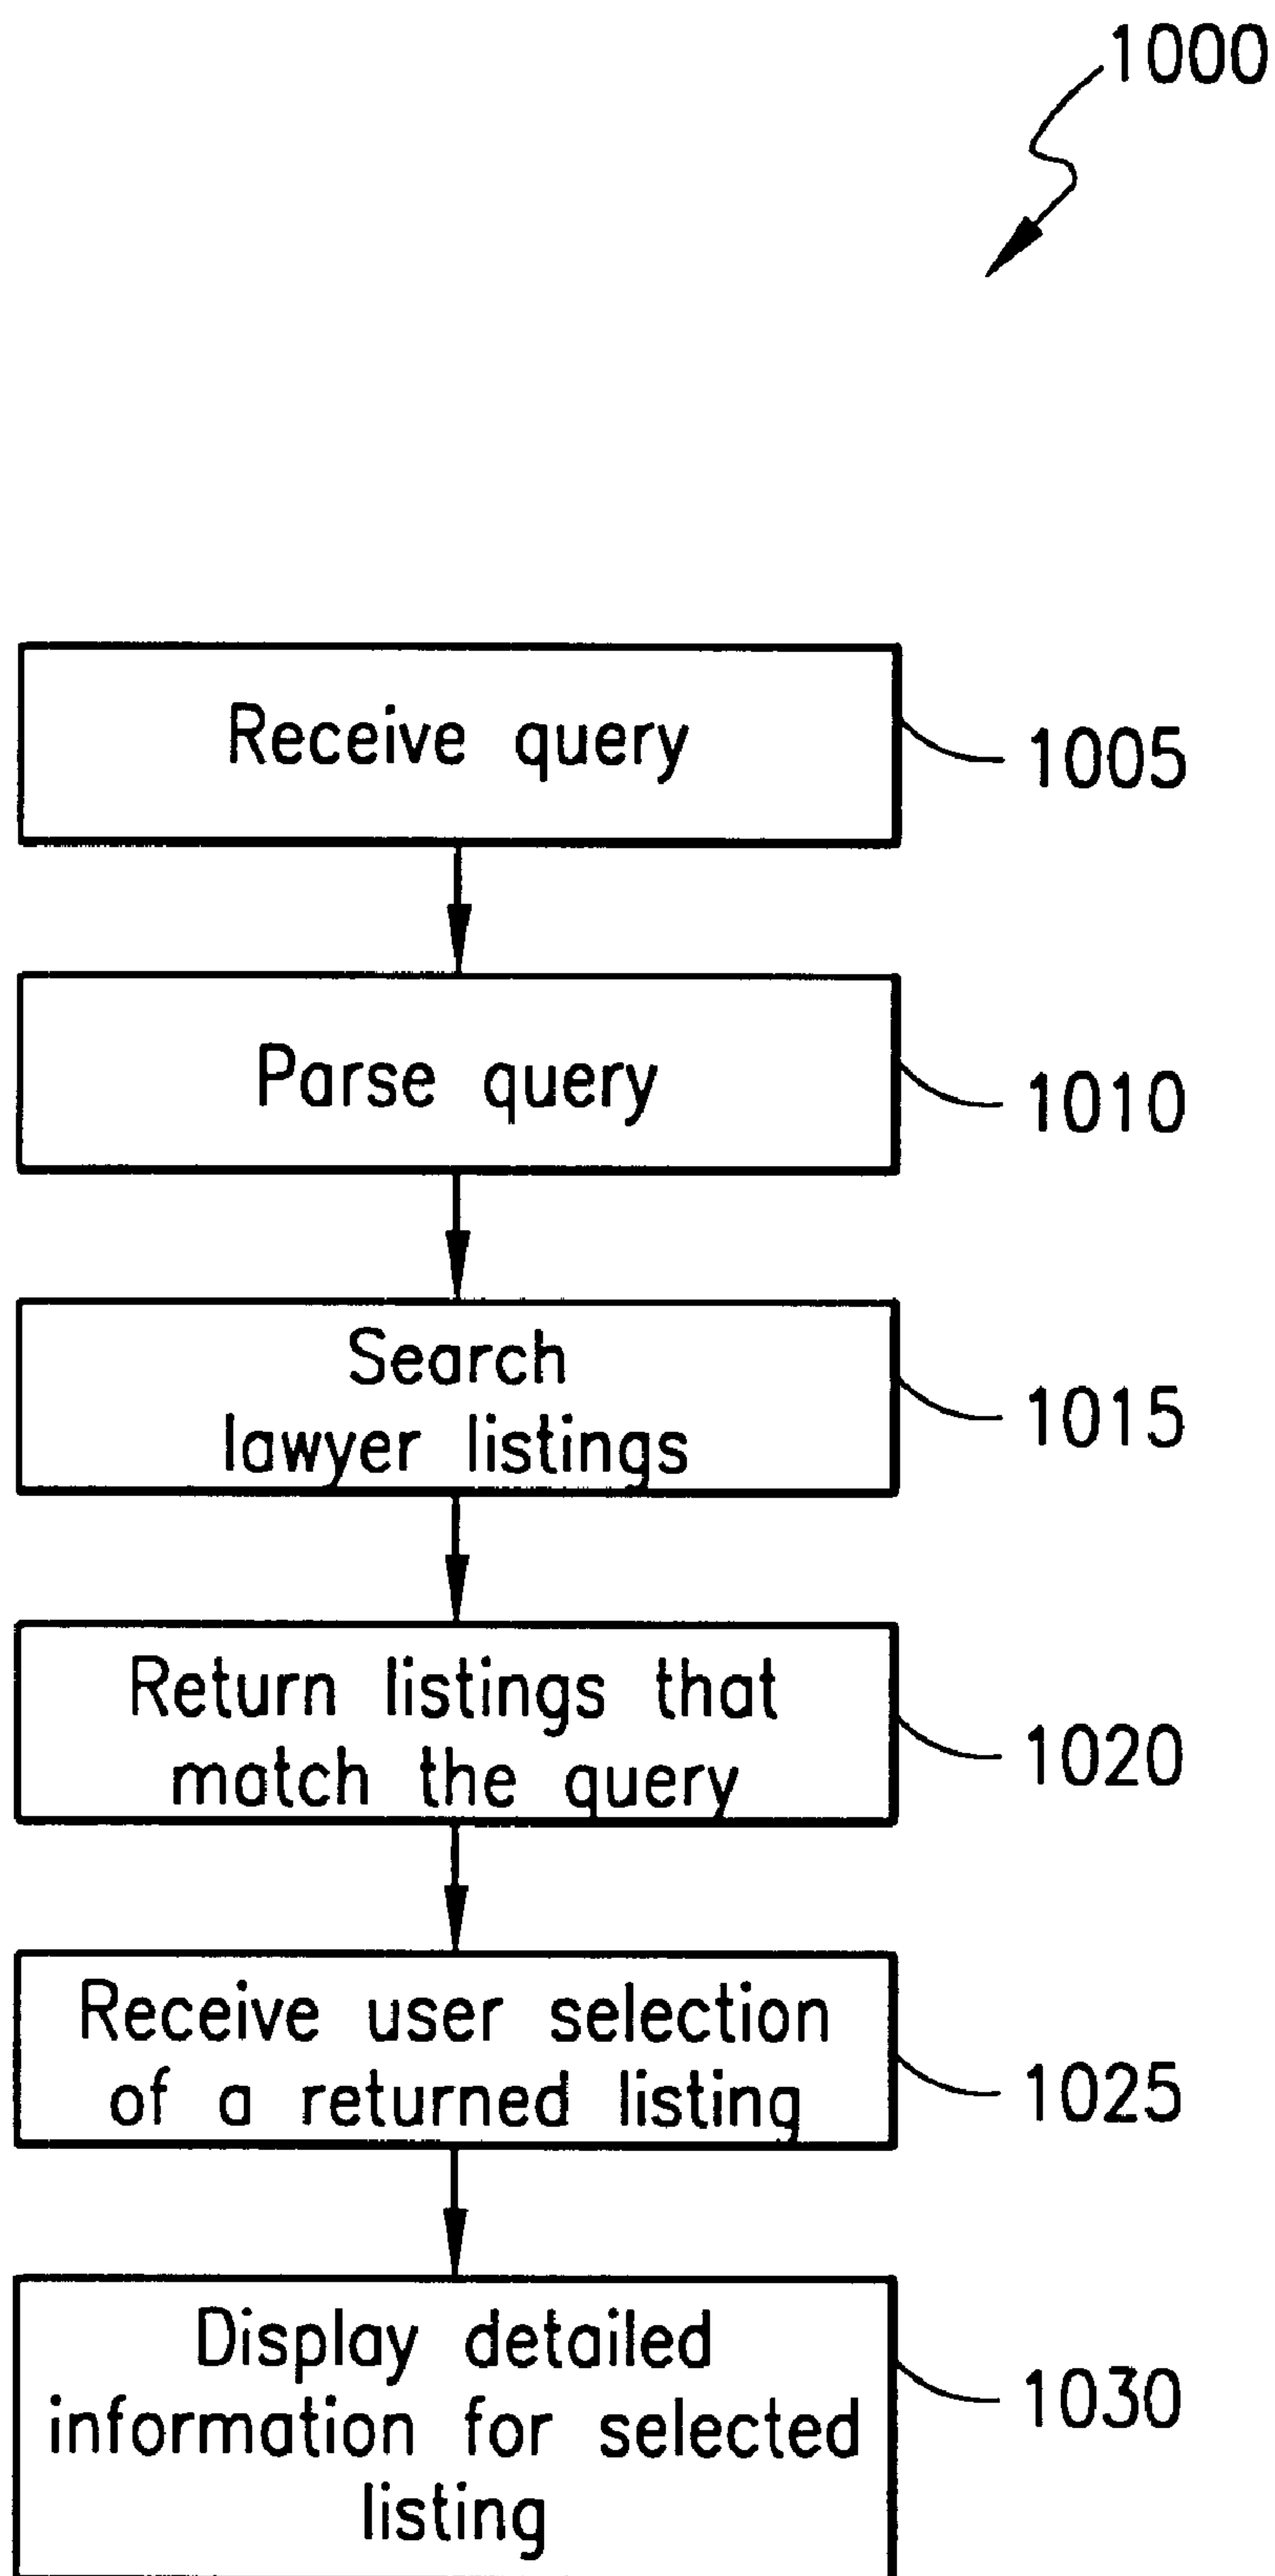 1000
Receive query
1005
Parse query
1010
Search
lawyer listings
1015
Return listings that
match the query
1020
Receive user selection
of a returned listing
1025
Display detailed
information for selected
listing
1030